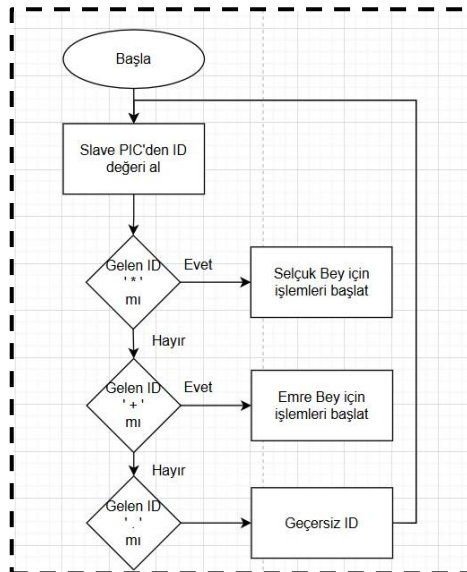 Başla
Slave PIC'den ID
değeri al
Gelen ID
' * '
mı
Evet
Selçuk Bey için
işlemleri başlat
Hayır
Gelen ID
' + '
mı
Evet
Emre Bey için
işlemleri başlat
Hayır
Gelen ID
' . '
mı
Geçersiz ID